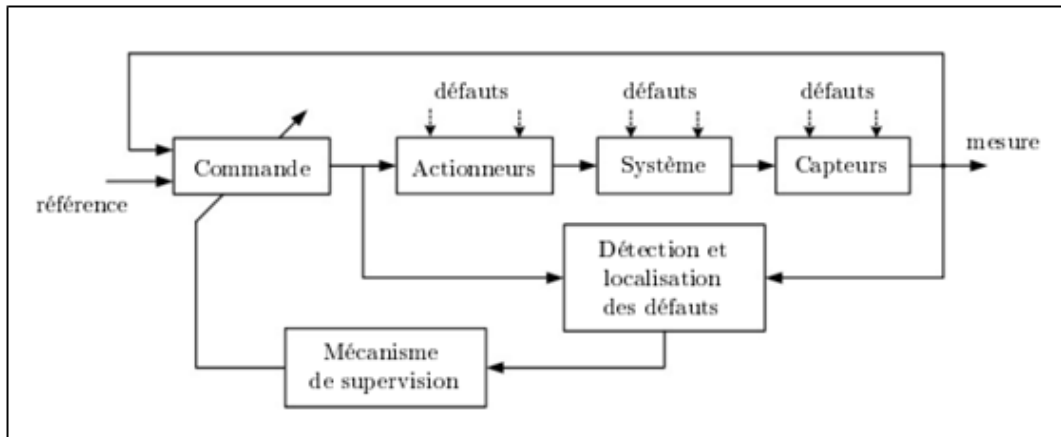 défauts
défauts
défauts
mesure
Commande
Actionneurs
Système
Capteurs
référence
Détection et
localisation
des défauts
Mécanisme
de supervision